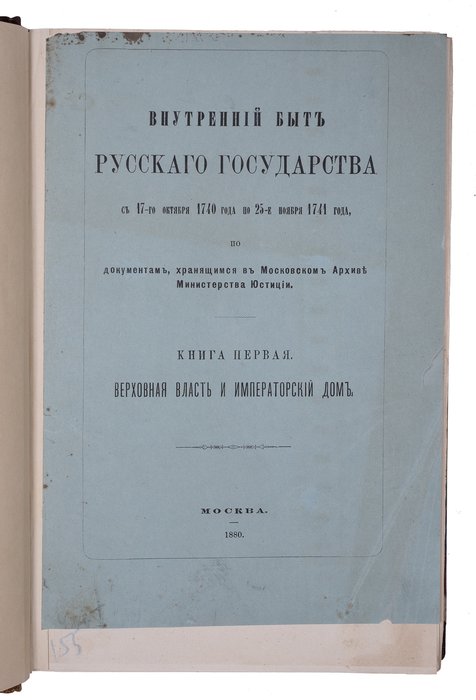 ВНУТРЕННІЙ БЫТЪ
РУССКАГО ГОСУДАРСТВА
съ 17-го октября 1740 года по 25-е ноября 1741 года,
по
документамъ, хранящимся въ Московскомъ Архивѣ
Министерства Юстиціи.
КНИГА ПЕРВАЯ.
ВЕРХОВНАЯ ВЛАСТЬ И ИМПЕРАТОРСКІЙ ДОМЪ.
МОСКВА.
1880.
155